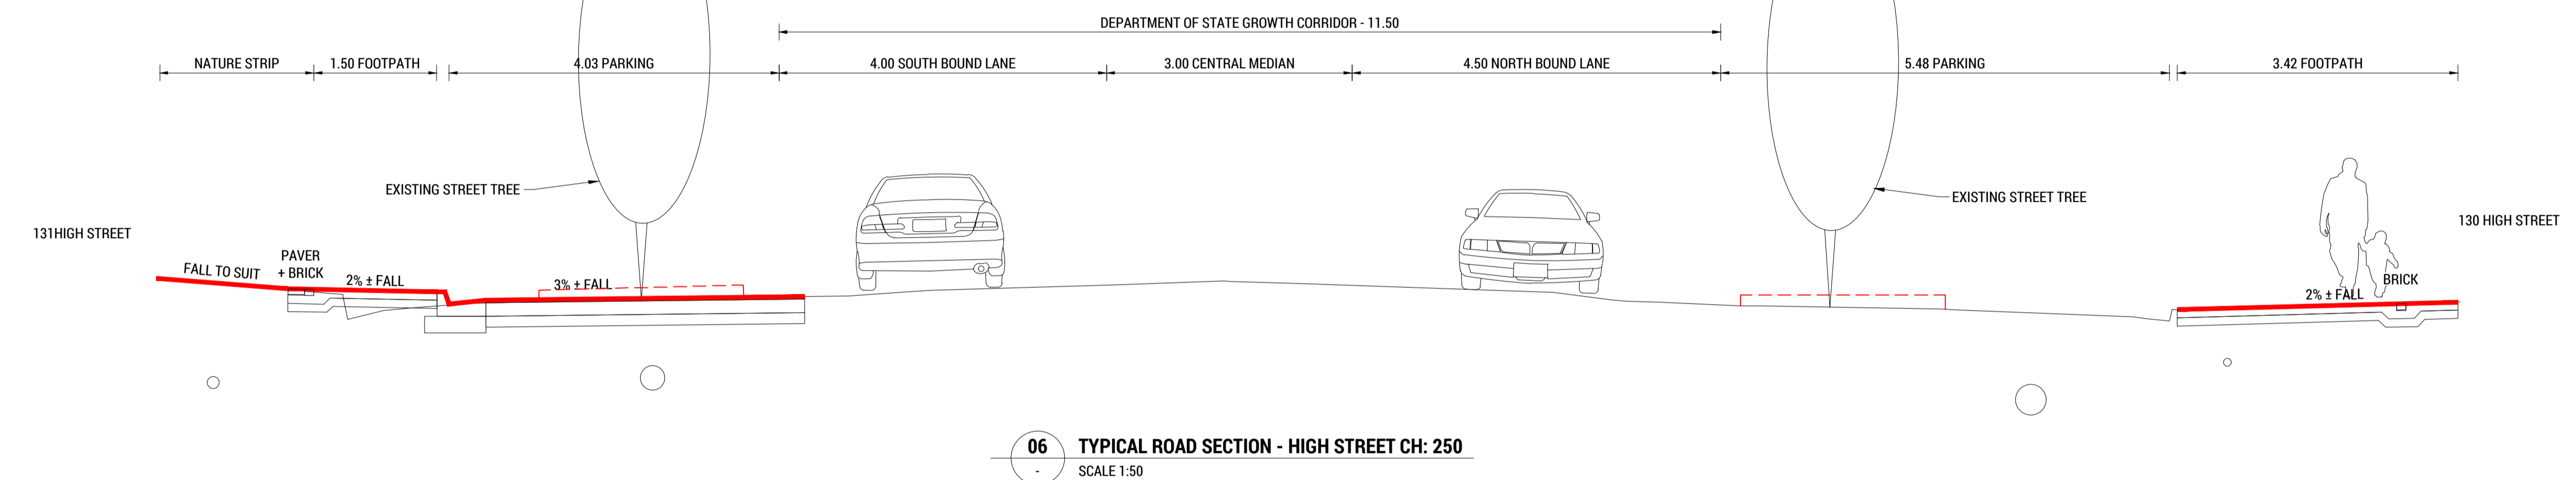 DEPARTMENT OF STATE GROWTH CORRIDOR - 11.50
NATURE STRIP
1.50 FOOTPATH
4.03 PARKING
4.00 SOUTH BOUND LANE
3.00 CENTRAL MEDIAN
4.50 NORTH BOUND LANE
5.48 PARKING
3.42 FOOTPATH
EXISTING STREET TREE
EXISTING STREET TREE
131HIGH STREET
130 HIGH STREET
FALL TO SUIT
PAVER
+ BRICK
2% ± FALL
3% ± FALL
BRICK
2% ± FALL
06
-
TYPICAL ROAD SECTION - HIGH STREET CH: 250
SCALE 1:50